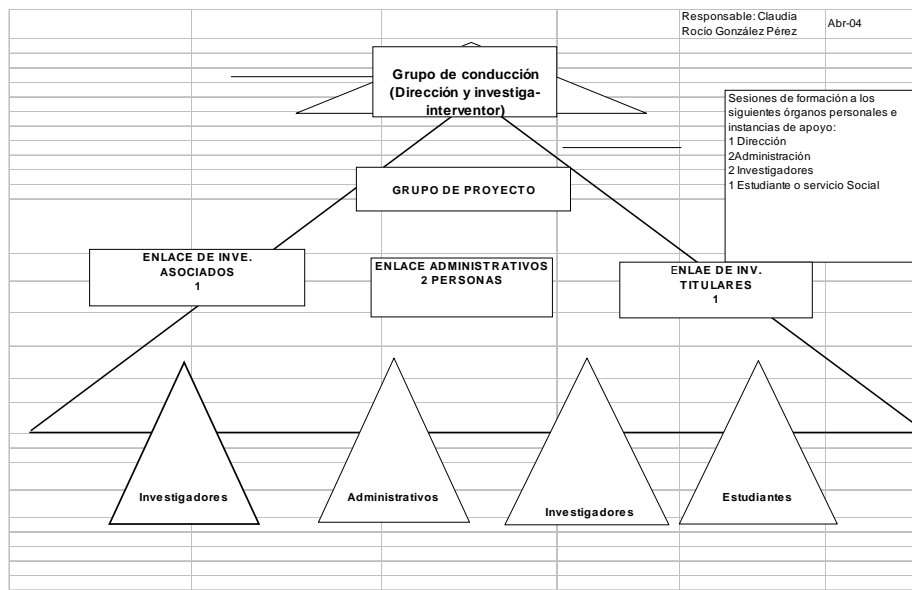 Responsable: Claudia
Rocío González Pérez
Abr-04
Grupo de conducción
(Dirección y investiga-
interventor)
Sesiones de formación a los
siguientes órganos personales e
instancias de apoyo:
1 Dirección
2Administración
2 Investigadores
1 Estudiante o servicio Social
GRUPO DE PROYECTO
ENLACE DE INVE.
ASOCIADOS
1
ENLACE ADMINISTRATIVOS
2 PERSONAS
ENLAE DE INV.
TITULARES
1
Investigadores
Administrativos
Investigadores
Estudiantes